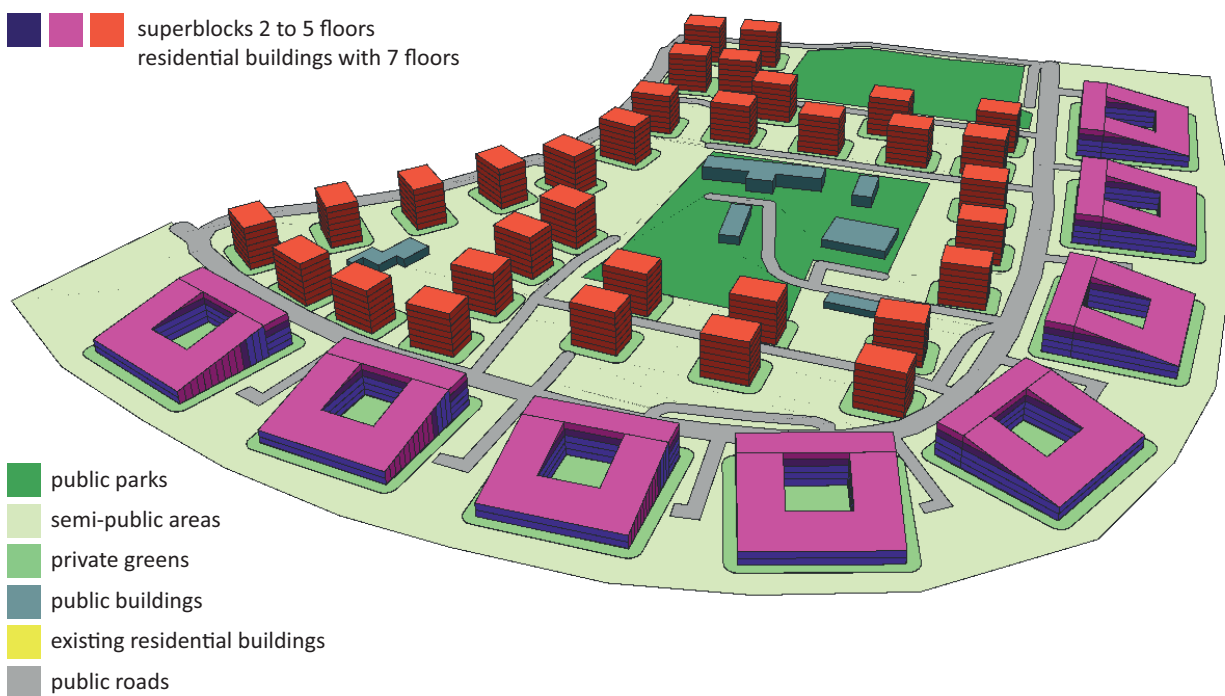 superblocks 2 to 5 floors
residential buildings with 7 floors
public parks
semi-public areas
private greens
public buildings
existing residential buildings
public roads